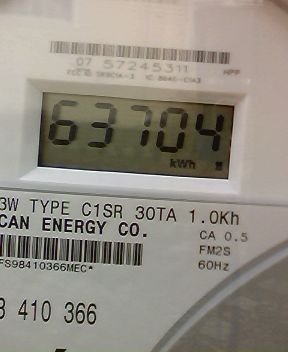 07 57245311
HPP
63704
kWh
3W TYPE C1SR 30TA 1.0Kh
CAN ENERGY CO.
CA 0.5
FM2S
60Hz
FS98410366MEC*
3 410 366